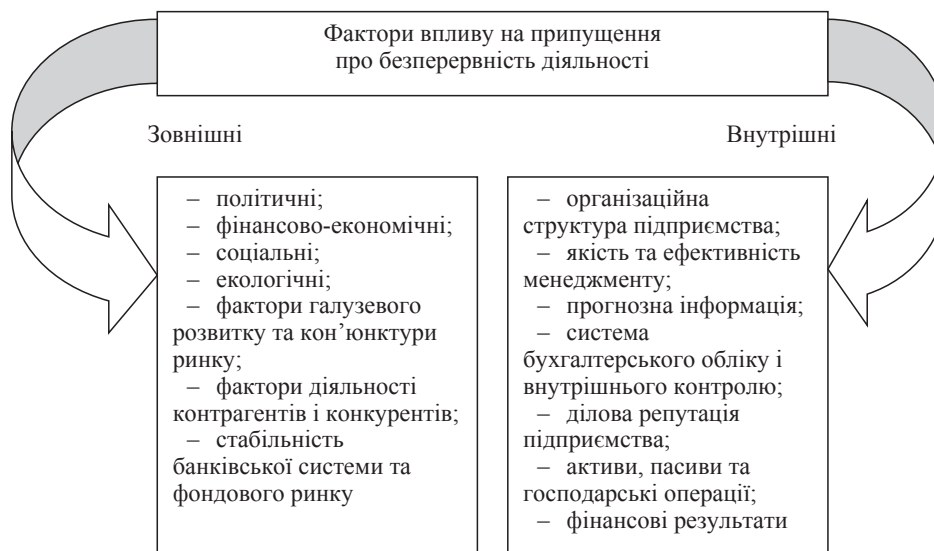 Фактори впливу на припущення
про безперервність діяльності
Зовнішні
Внутрішні
– політичні;
– фінансово-економічні;
– соціальні;
– екологічні;
– фактори галузевого
розвитку та кон’юнктури
ринку;
– фактори діяльності
контрагентів і конкурентів;
– стабільність
банківської системи та
фондового ринку
– організаційна
структура підприємства;
– якість та ефективність
менеджменту;
– прогнозна інформація;
– система
бухгалтерського обліку і
внутрішнього контролю;
– ділова репутація
підприємства;
– активи, пасиви та
господарські операції;
– фінансові результати